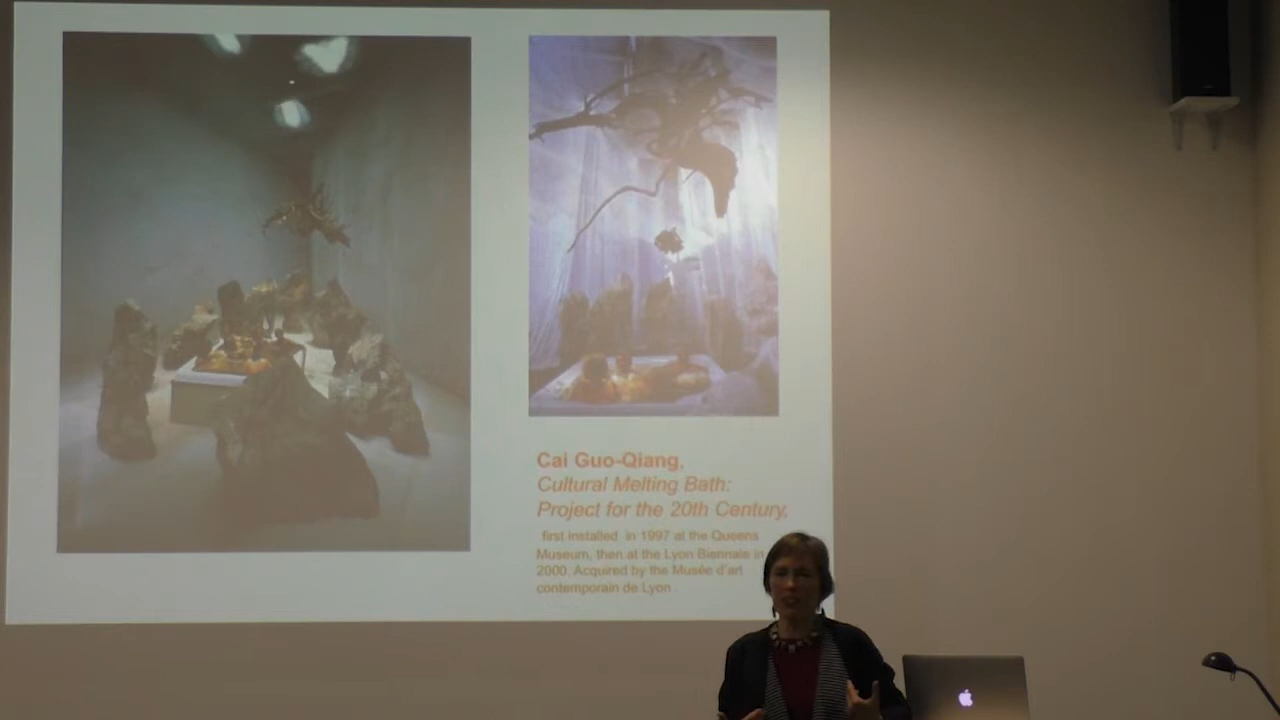 Cai Guo-Qiang,
Cultural Melting Bath:
Project for the 20th Century,
first installed in 1997 at the Queens
Museum, then at the Lyon Biennale in
2000. Acquired by the Musée d'art
contemporain de Lyon.